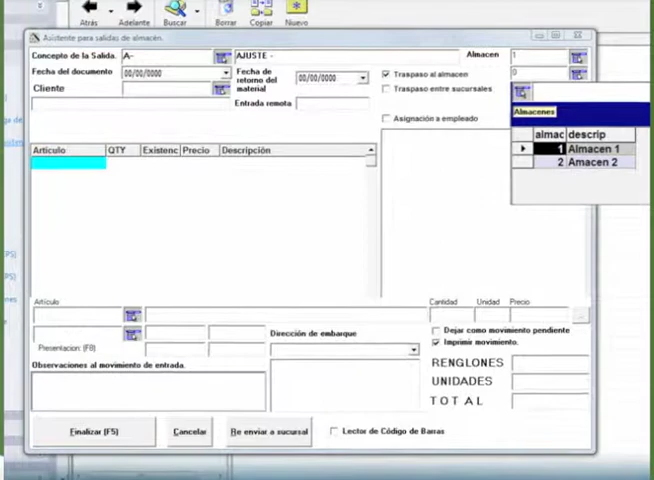 Atrás Adelante Buscar Borrar Copiar Nuevo
Asistente para salidas de almacén.
Concepto de la Salida. A- AJUSTE - Almacen 1
Fecha del documento 00/00/0000 Fecha de retorno del material 00/00/0000 Traspaso al almacen 0
Cliente Traspaso entre sucursales
Entrada remota
Asignación a empleado
Almacenes
almac descrip
1 Almacen 1
2 Amacen 2
Artículo QTY Existenc Precio Descripción
Artículo Cantidad Unidad Precio
Presentacion: (F8)
Dirección de embarque
Dejar como movimiento pendiente
Imprimir movimiento.
Observaciones al movimiento de entrada.
RENGLONES
UNIDADES
T O T A L
Finalizar (F5) Cancelar Re enviar a sucursal Lector de Código de Barras